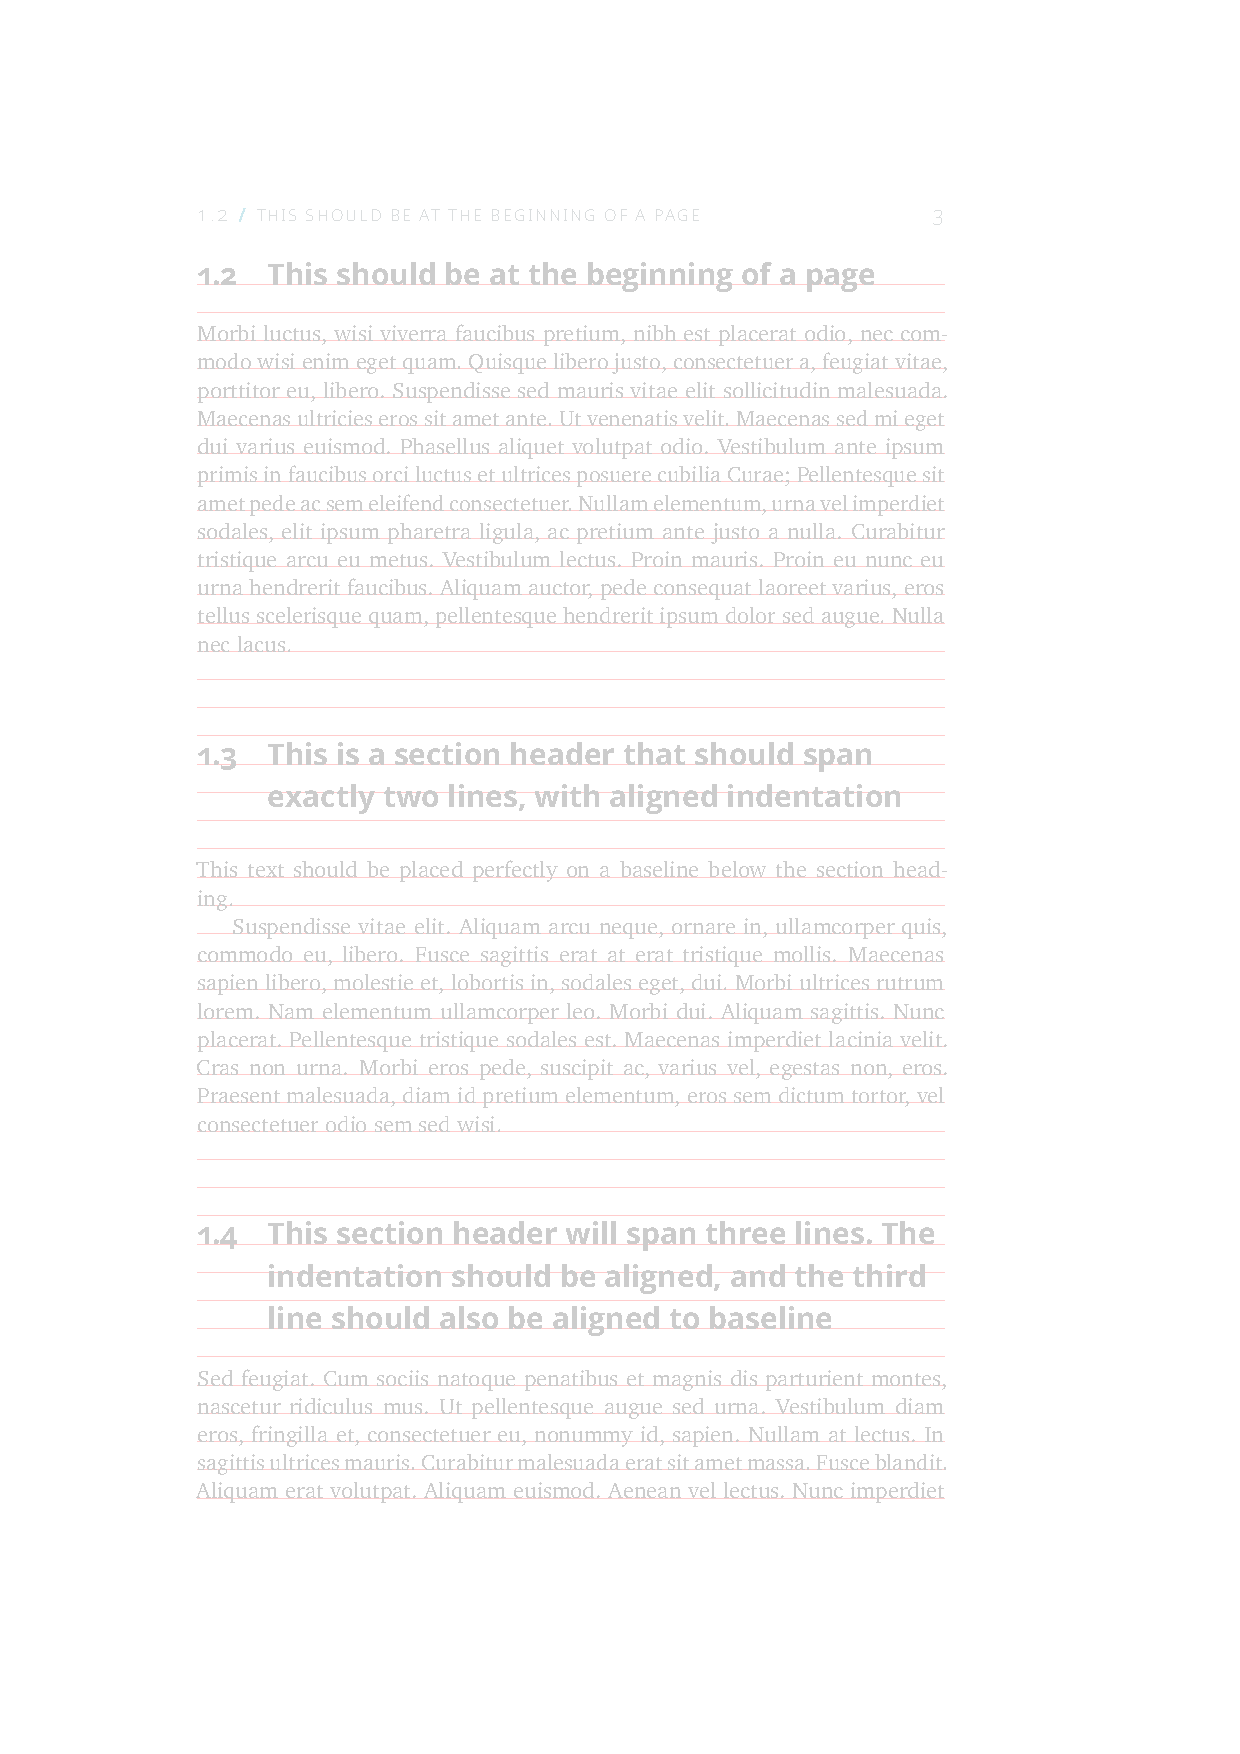 1.2 / THIS SHOULD BE AT THE BEGINNING OF A PAGE 3
1.2 This should be at the beginning of a page
Morbi luctus, wisi viverra faucibus pretium, nibh est placerat odio, nec com-
modo wisi enim eget quam. Quisque libero justo, consectetuer a, feugiat vitae,
porttitor eu, libero. Suspendisse sed mauris vitae elit sollicitudin malesuada.
Maecenas ultricies eros sit amet ante. Ut venenatis velit. Maecenas sed mi eget
dui varius euismod. Phasellus aliquet volutpat odio. Vestibulum ante ipsum
primis in faucibus orci luctus et ultrices posuere cubilia Curae; Pellentesque sit
amet pede ac sem eleifend consectetuer. Nullam elementum, urna vel imperdiet
sodales, elit ipsum pharetra ligula, ac pretium ante justo a nulla. Curabitur
tristique arcu eu metus. Vestibulum lectus. Proin mauris. Proin eu nunc eu
urna hendrerit faucibus. Aliquam auctor, pede consequat laoreet varius, eros
tellus scelerisque quam, pellentesque hendrerit ipsum dolor sed augue. Nulla
nec lacus.
1.3 This is a section header that should span
exactly two lines, with aligned indentation
This text should be placed perfectly on a baseline below the section head-
ing.
Suspendisse vitae elit. Aliquam arcu neque, ornare in, ullamcorper quis,
commodo eu, libero. Fusce sagittis erat at erat tristique mollis. Maecenas
sapien libero, molestie et, lobortis in, sodales eget, dui. Morbi ultrices rutrum
lorem. Nam elementum ullamcorper leo. Morbi dui. Aliquam sagittis. Nunc
placerat. Pellentesque tristique sodales est. Maecenas imperdiet lacinia velit.
Cras non urna. Morbi eros pede, suscipit ac, varius vel, egestas non, eros.
Praesent malesuada, diam id pretium elementum, eros sem dictum tortor, vel
consectetuer odio sem sed wisi.
1.4 This section header will span three lines. The
indentation should be aligned, and the third
line should also be aligned to baseline
Sed feugiat. Cum sociis natoque penatibus et magnis dis parturient montes,
nascetur ridiculus mus. Ut pellentesque augue sed urna. Vestibulum diam
eros, fringilla et, consectetuer eu, nonummy id, sapien. Nullam at lectus. In
sagittis ultrices mauris. Curabitur malesuada erat sit amet massa. Fusce blandit.
Aliquam erat volutpat. Aliquam euismod. Aenean vel lectus. Nunc imperdiet